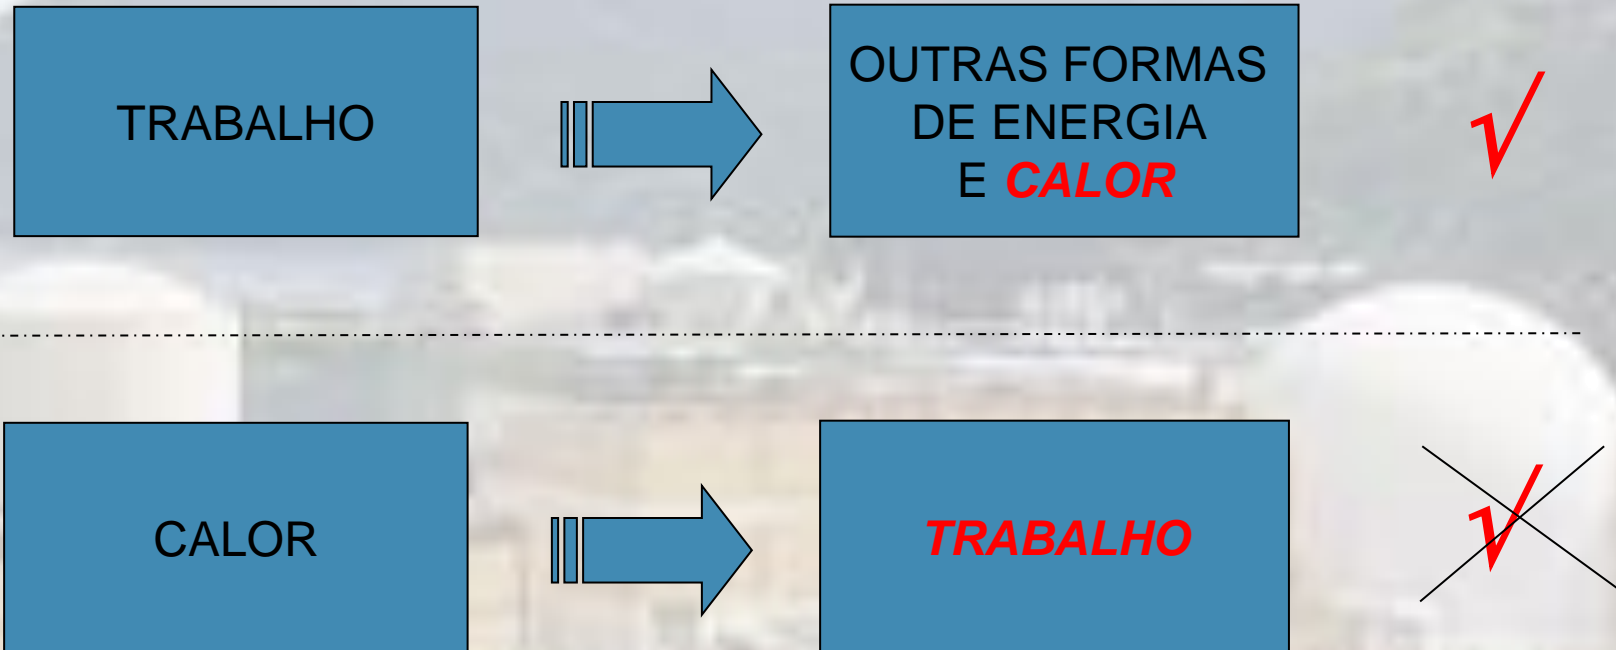 TRABALHO
OUTRAS FORMAS
DE ENERGIA
E CALOR
√
CALOR
TRABALHO
√